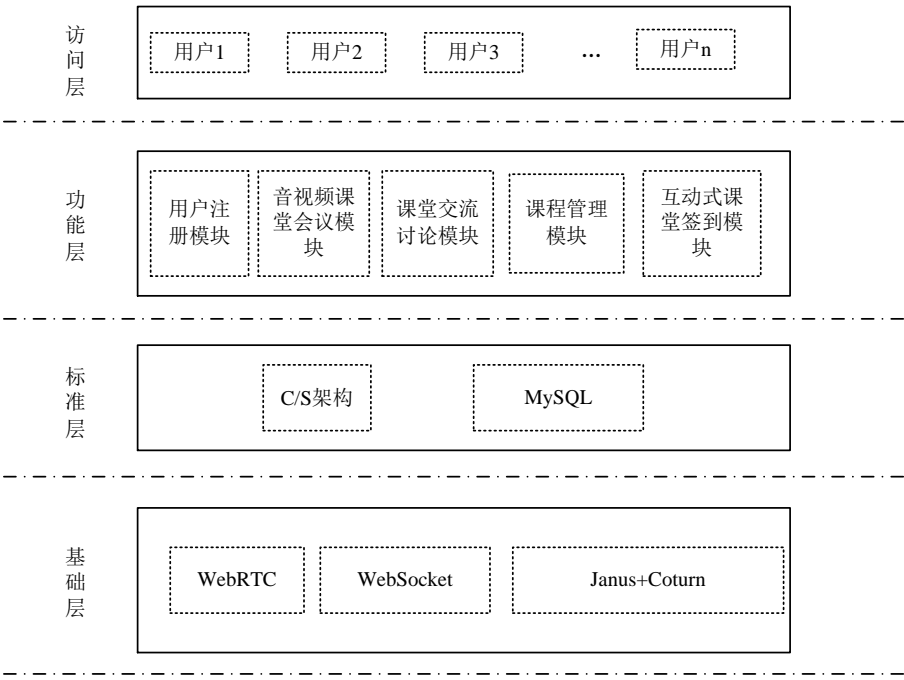 访
问
层
用户1
用户2
用户3
...
用户n
功
能
层
用户注
册模块
音视频课
堂会议模
块
课堂交流
讨论模块
课程管理
模块
互动式课
堂签到模
块
标
准
层
C/S架构
MySQL
基
础
层
WebRTC
WebSocket
Janus+Coturn